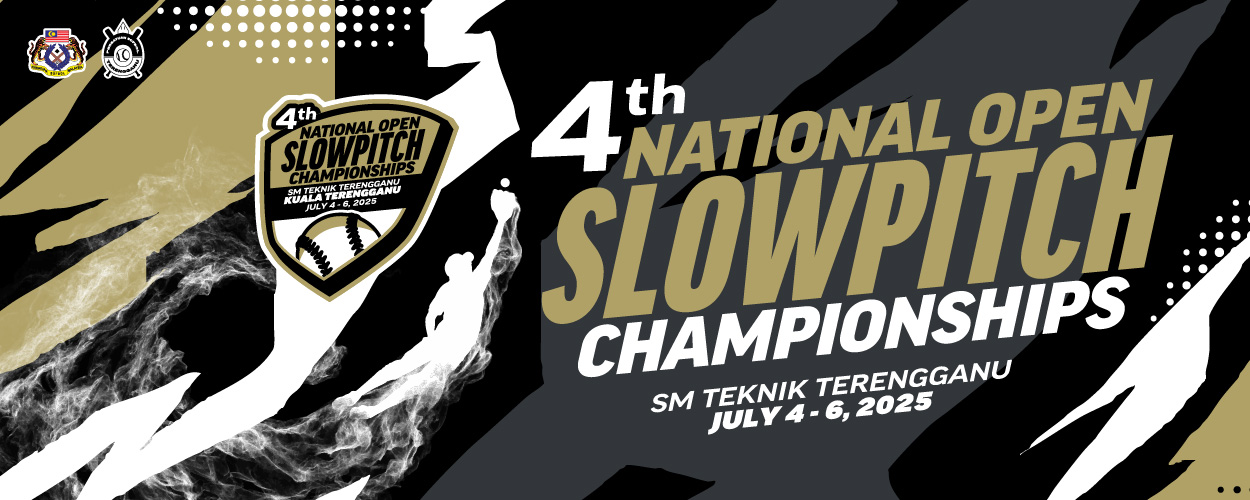 TERENGGANU
4th
NATIONAL OPEN
SLOWPITCH
CHAMPIONSHIPS
SM TEKNIK TERENGGANU
KUALA TERENGGANU
JULY 4 - 6, 2025
4th
NATIONAL OPEN
SLOWPITCH
CHAMPIONSHIPS
SM TEKNIK TERENGGANU
JULY 4 - 6, 2025